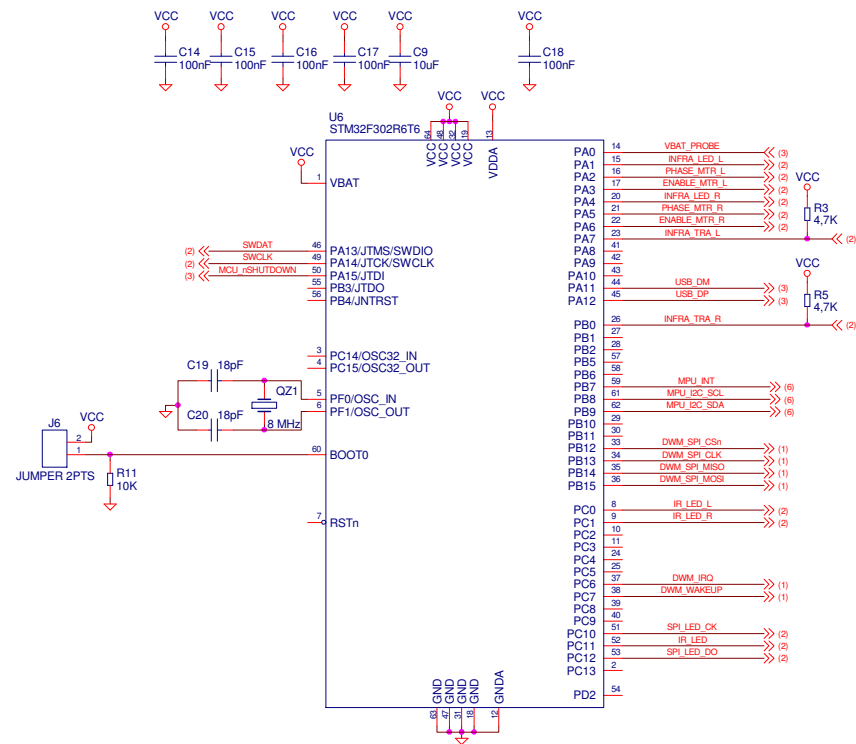 VCC VCC VCC VCC VCC VCC
C14 C15 C16 C17 C9 C18
100nF 100nF 100nF 100nF 10uF 100nF
VCC VCC
U6
STM32F302R6T6
64 48 32 19 13
VCC VCC VCC VCC VDDA
VCC
1 VBAT
46 PA13/JTMS/SWDIO SWDAT (2)
49 PA14/JTCK/SWCLK SWCLK (2)
50 PA15/JTDI MCU_nSHUTDOWN (3)
55 PB3/JTDO
56 PB4/JNTRST
3 PC14/OSC32_IN
4 PC15/OSC32_OUT
C19 18pF
5 PF0/OSC_IN
QZ1
6 PF1/OSC_OUT
C20 18pF
8 MHz
J6
VCC
2
1
JUMPER 2PTS
60 BOOT0
R11
10K
7 RSTn
PA0 14 VBAT_PROBE (3)
PA1 15 INFRA_LED_L (2)
PA2 16 PHASE_MTR_L (2)
PA3 17 ENABLE_MTR_L (2)
PA4 20 INFRA_LED_R (2)
PA5 21 PHASE_MTR_R (2)
PA6 22 ENABLE_MTR_R (2)
PA7 23 INFRA_TRA_L (2)
VCC
R3
4,7K
PA8 41
PA9 42
PA10 43
PA11 44 USB_DM (3)
PA12 45 USB_DP (3)
VCC
R5
4,7K
PB0 26 INFRA_TRA_R (2)
PB1 27
PB2 28
PB5 57
PB6 58
PB7 59 MPU_INT (6)
PB8 61 MPU_I2C_SCL (6)
PB9 62 MPU_I2C_SDA (6)
PB10 29
PB11 30
PB12 33 DWM_SPI_CSn (1)
PB13 34 DWM_SPI_CLK (1)
PB14 35 DWM_SPI_MISO (1)
PB15 36 DWM_SPI_MOSI (1)
PC0 8 IR_LED_L (2)
PC1 9 IR_LED_R (2)
PC2 10
PC3 11
PC4 24
PC5 25
PC6 37 DWM_IRQ (1)
PC7 38 DWM_WAKEUP (1)
PC8 39
PC9 40
PC10 51 SPI_LED_CK (2)
PC11 52 IR_LED (2)
PC12 53 SPI_LED_DO (2)
PC13 2
PD2 54
GND GND GND GND GNDA
63 47 31 18 12